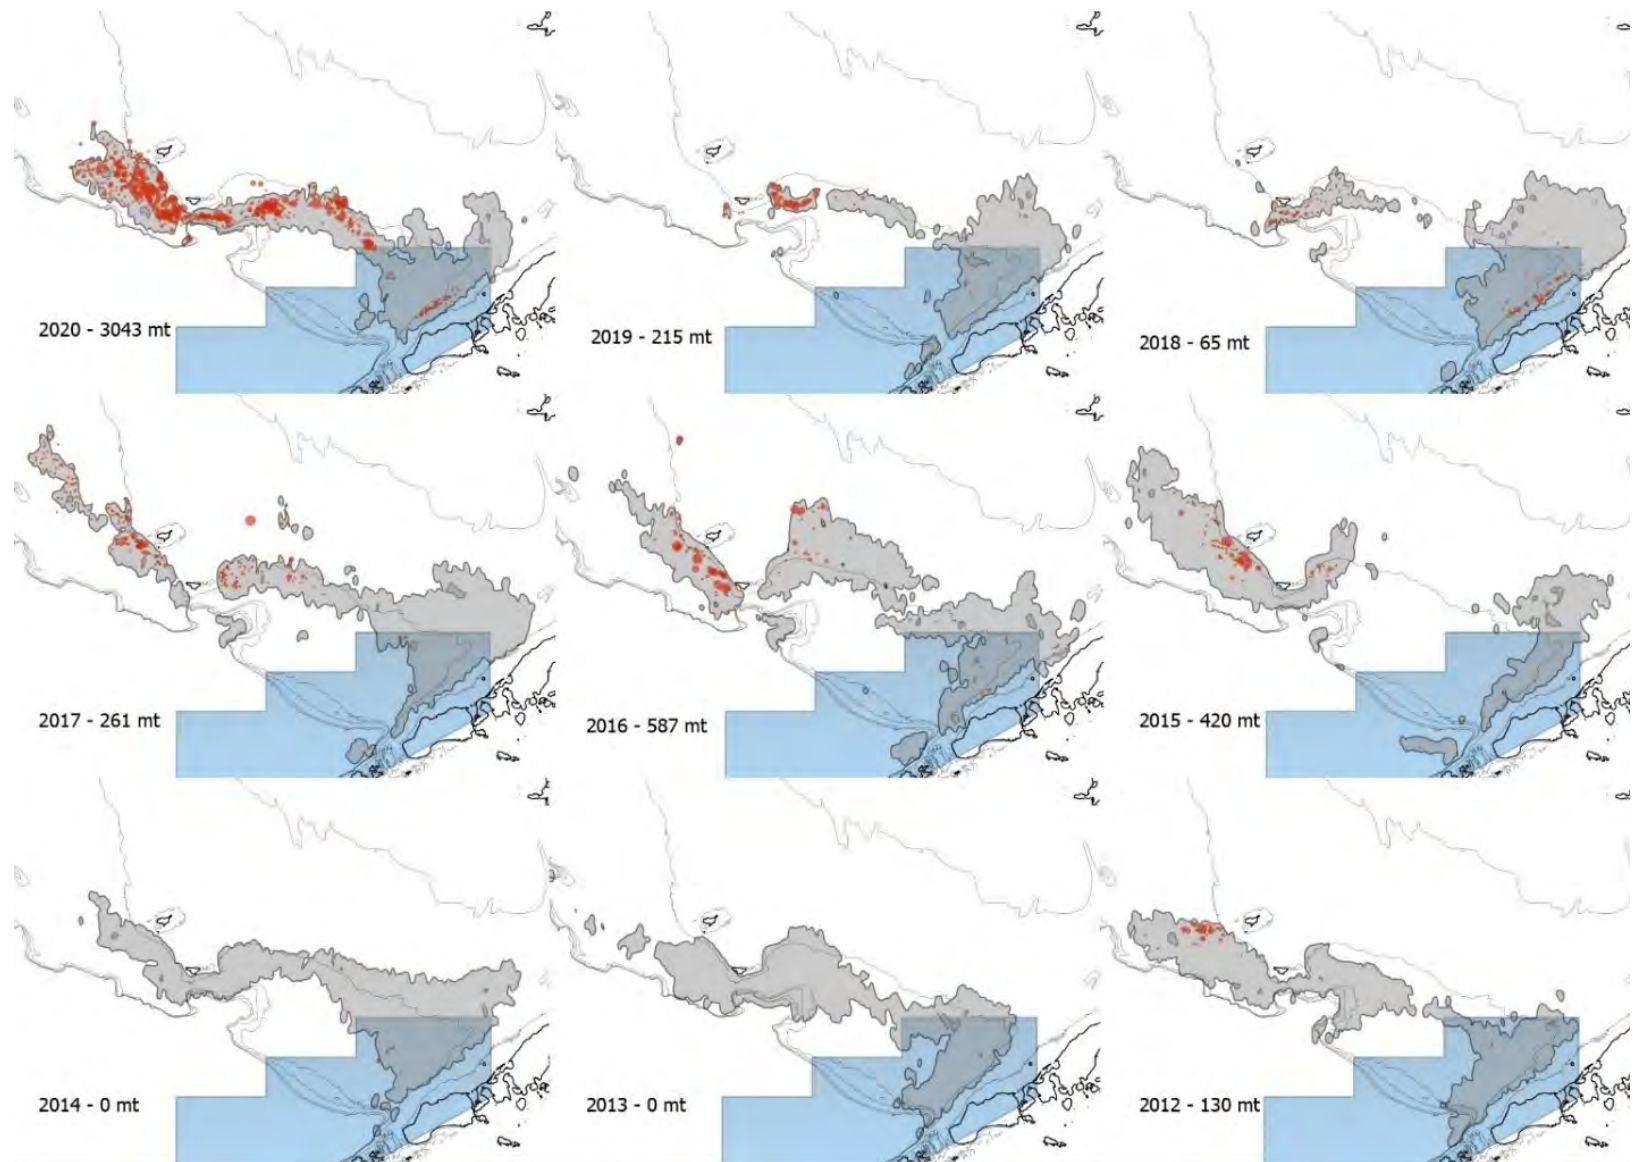 2020 - 3043 mt
2019 - 215 mt
2018 - 65 mt
2017 - 261 mt
2016 - 587 mt
2015 - 420 mt
2014 - 0 mt
2013 - 0 mt
2012 - 130 mt